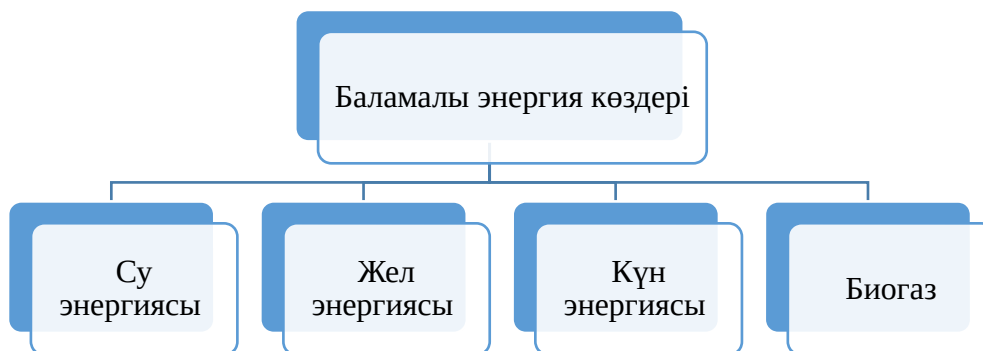 Баламалы энергия көздері
Су
энергиясы
Жел
энергиясы
Күн
энергиясы
Биогаз